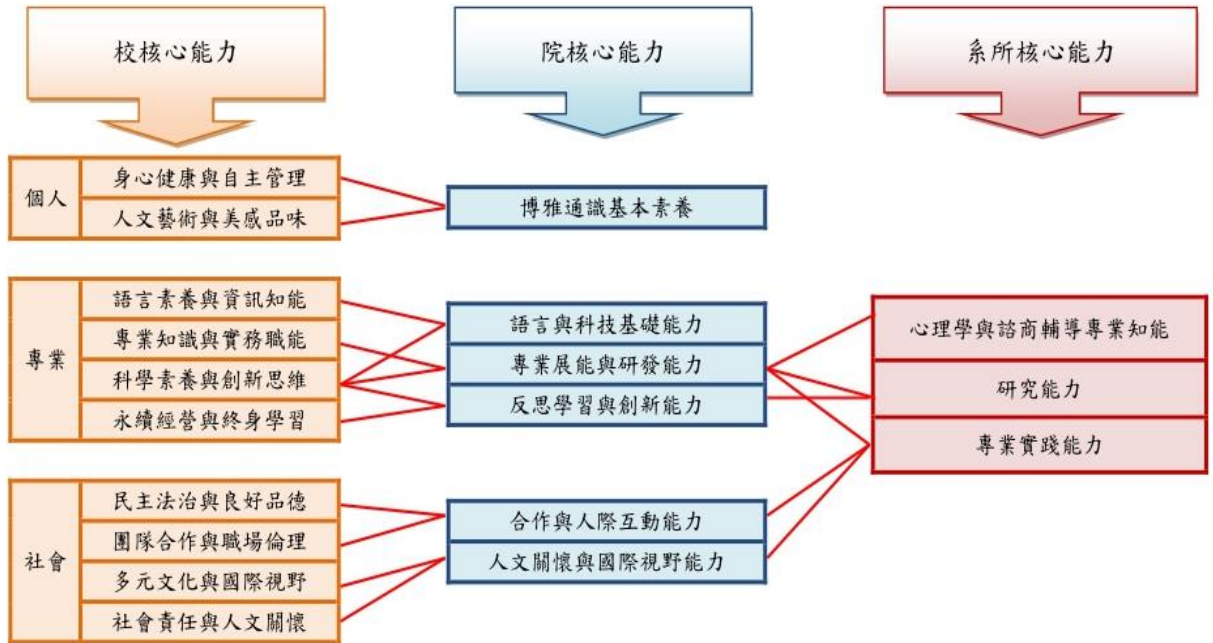 校核心能力
院核心能力
系所核心能力
個人
身心健康與自主管理
人文藝術與美感品味
博雅通識基本素養
專業
語言素養與資訊知能
專業知識與實務職能
科學素養與創新思維
永續經營與終身學習
語言與科技基礎能力
專業展能與研發能力
反思學習與創新能力
心理學與諮商輔導專業知能
研究能力
專業實踐能力
社會
民主法治與良好品德
團隊合作與職場倫理
多元文化與國際視野
社會責任與人文關懷
合作與人際互動能力
人文關懷與國際視野能力